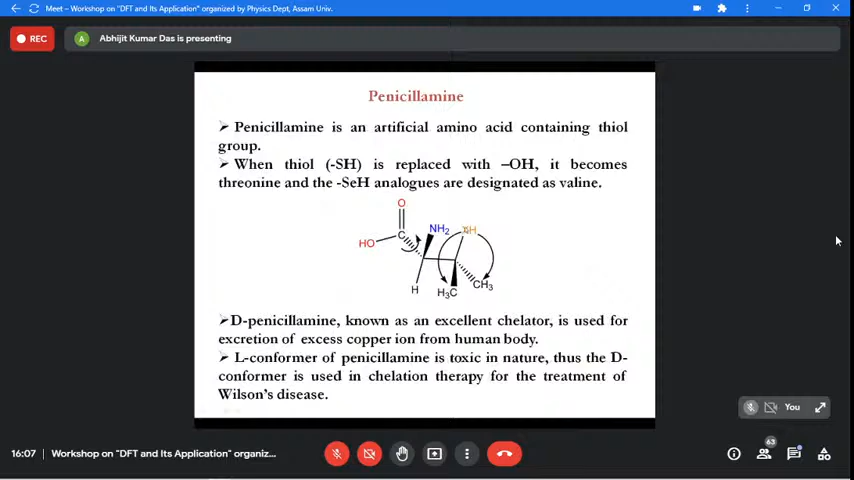 Meet – Workshop on "DFT and Its Application" organized by Physics Dept, Assam Univ.
REC
A
Abhijit Kumar Das is presenting
Penicillamine
➢ Penicillamine is an artificial amino acid containing thiol
group.
➢ When thiol (-SH) is replaced with –OH, it becomes
threonine and the -SeH analogues are designated as valine.
O
NH2
C
HO
H
H3C
CH3
➢D-penicillamine, known as an excellent chelator, is used for
excretion of excess copper ion from human body.
➢ L-conformer of penicillamine is toxic in nature, thus the D-
conformer is used in chelation therapy for the treatment of
Wilson's disease.
You
63
16:07 | Workshop on "DFT and Its Application" organiz...